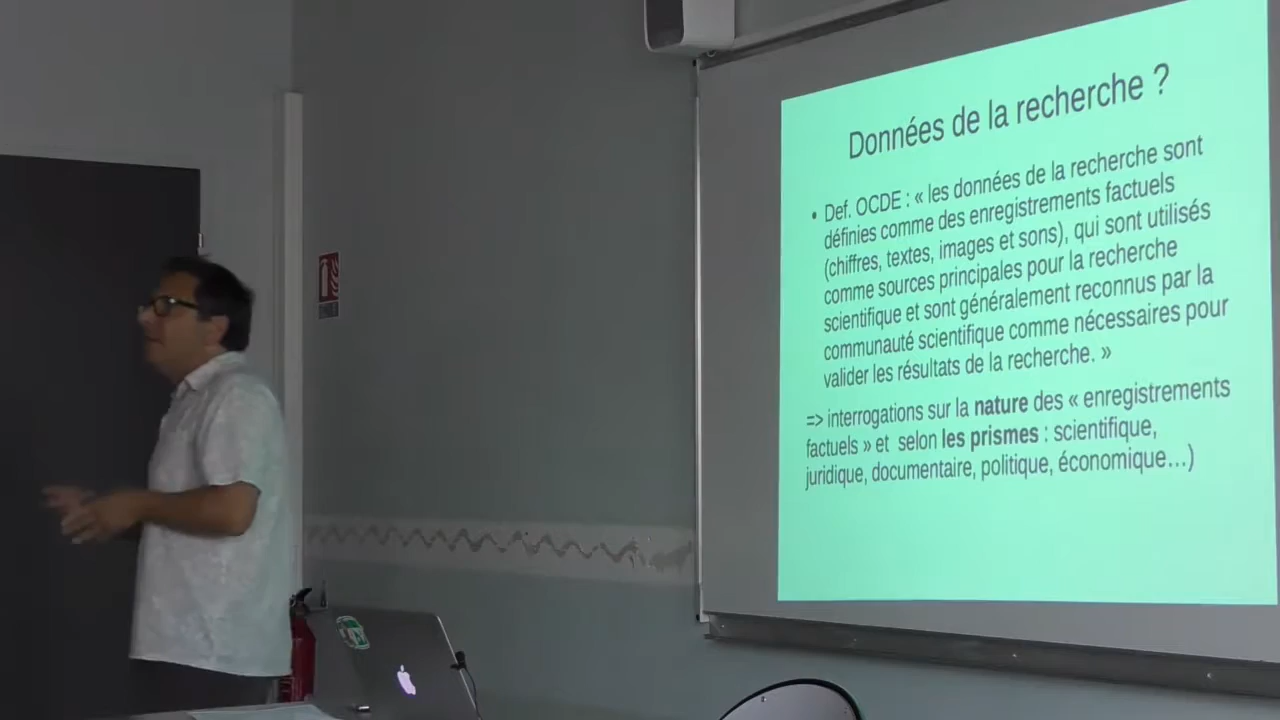 Données de la recherche ?
• Def. OCDE : « les données de la recherche sont
définies comme des enregistrements factuels
(chiffres, textes, images et sons), qui sont utilisés
comme sources principales pour la recherche
scientifique et sont généralement reconnus par la
communauté scientifique comme nécessaires pour
valider les résultats de la recherche. »
=> interrogations sur la nature des « enregistrements
factuels » et selon les prismes : scientifique,
juridique, documentaire, politique, économique…)